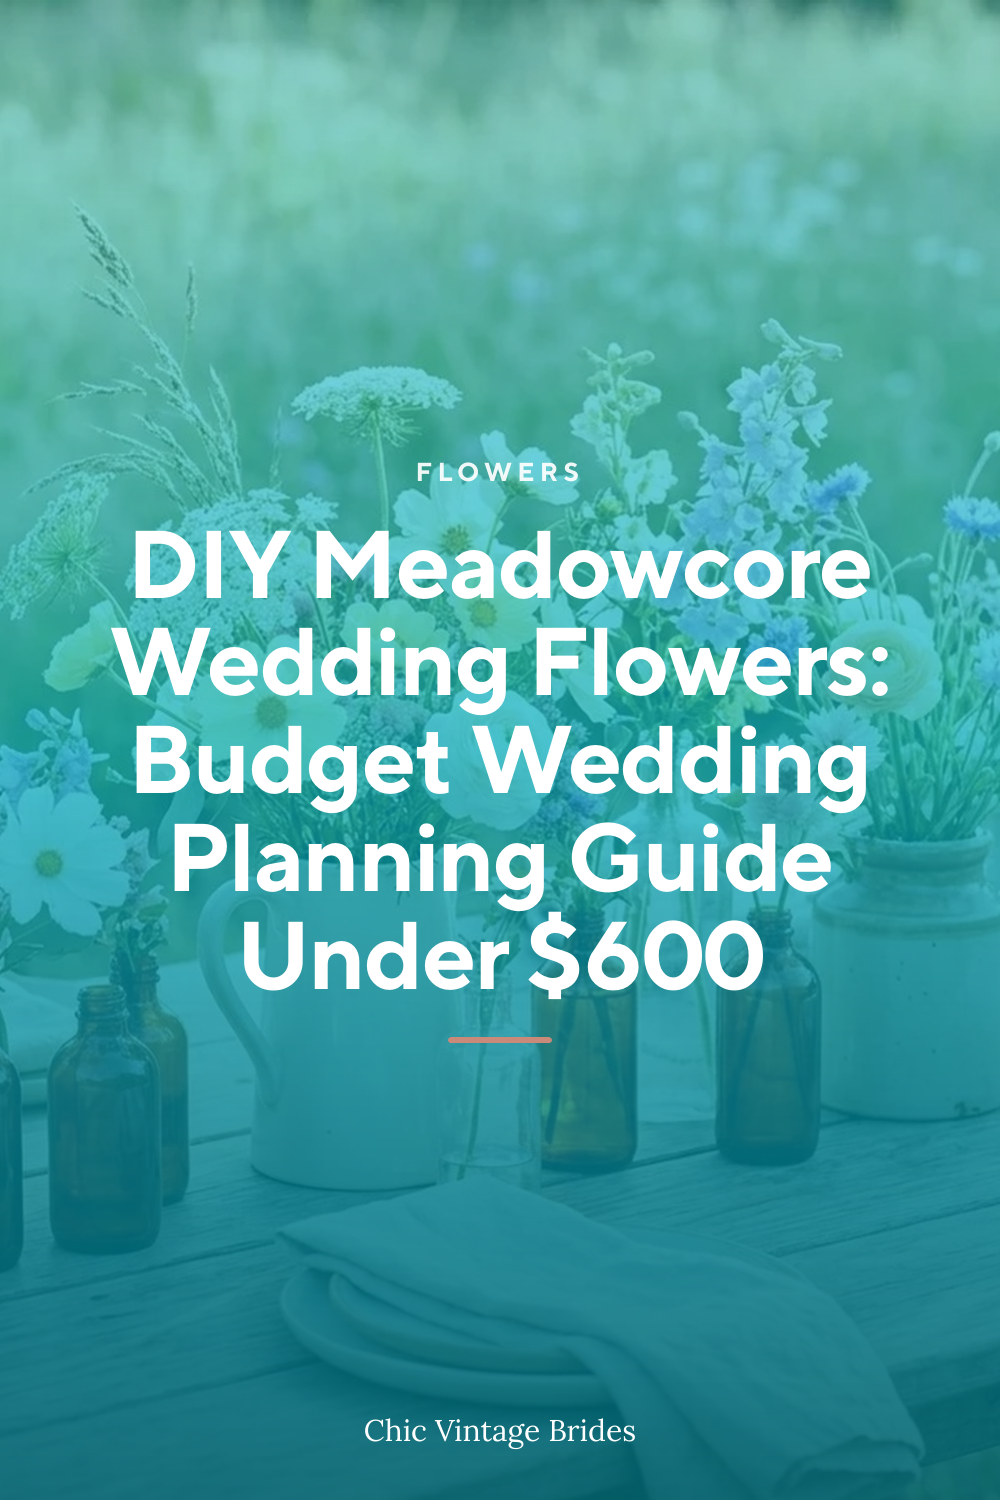 FLOWERS
DIY Meadowcore
Wedding Flowers:
Budget Wedding
Planning Guide
Under $600
Chic Vintage Brides